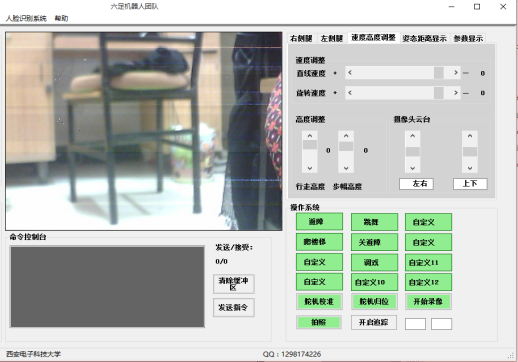 六足机器人团队
人脸识别系统 帮助
右侧腿 左侧腿 速度高度调整 姿态距离显示 参数显示
速度调整
直线速度 + － 0
旋转速度 + － 0
高度调整 摄像头云台
0 0
左右 上下
行走高度 步幅高度
操作系统
避障 跳舞 自定义
爬楼梯 关避障 自定义
自定义 调戏 自定义11
自定义 自定义10 自定义12
舵机校准 舵机归位 开始录像
拍照 开启追踪
命令控制台
发送/接受:
0/0
清除缓冲
区
发送指令
西安电子科技大学 QQ：1298174226